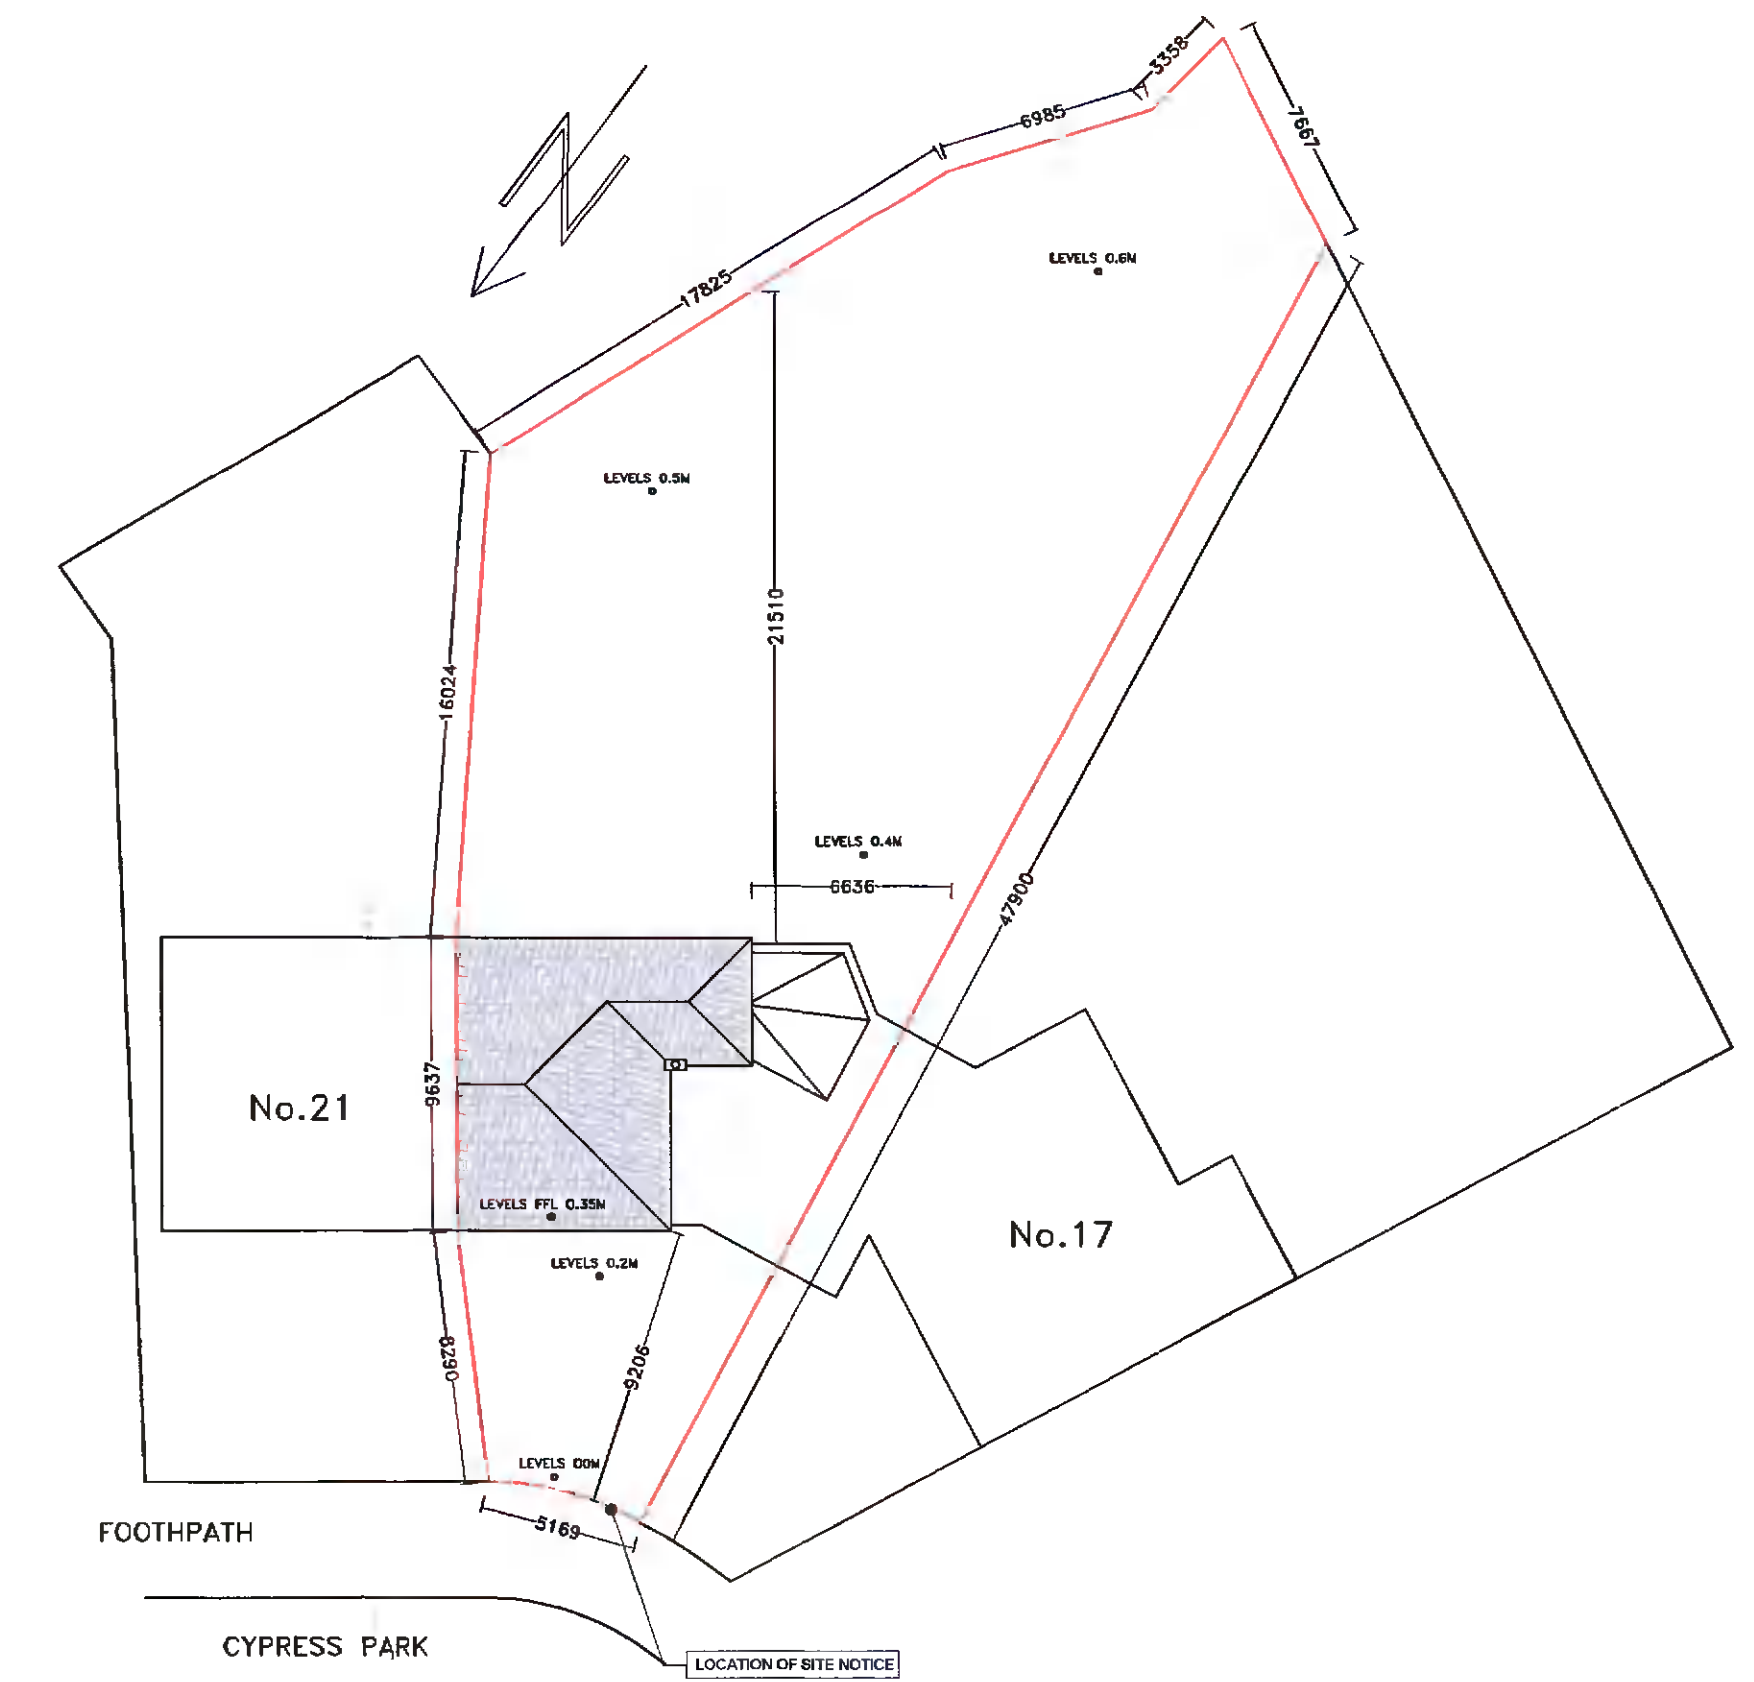 3358
6985
7667
17825
LEVELS 0.6M
LEVELS 0.5M
21510
16024
LEVELS 0.4M
6636
47900
9637
No.21
LEVELS FFL 0.35M
No.17
LEVELS 0.2M
8290
9206
LEVELS 00M
5169
FOOTHPATH
CYPRESS PARK
LOCATION OF SITE NOTICE